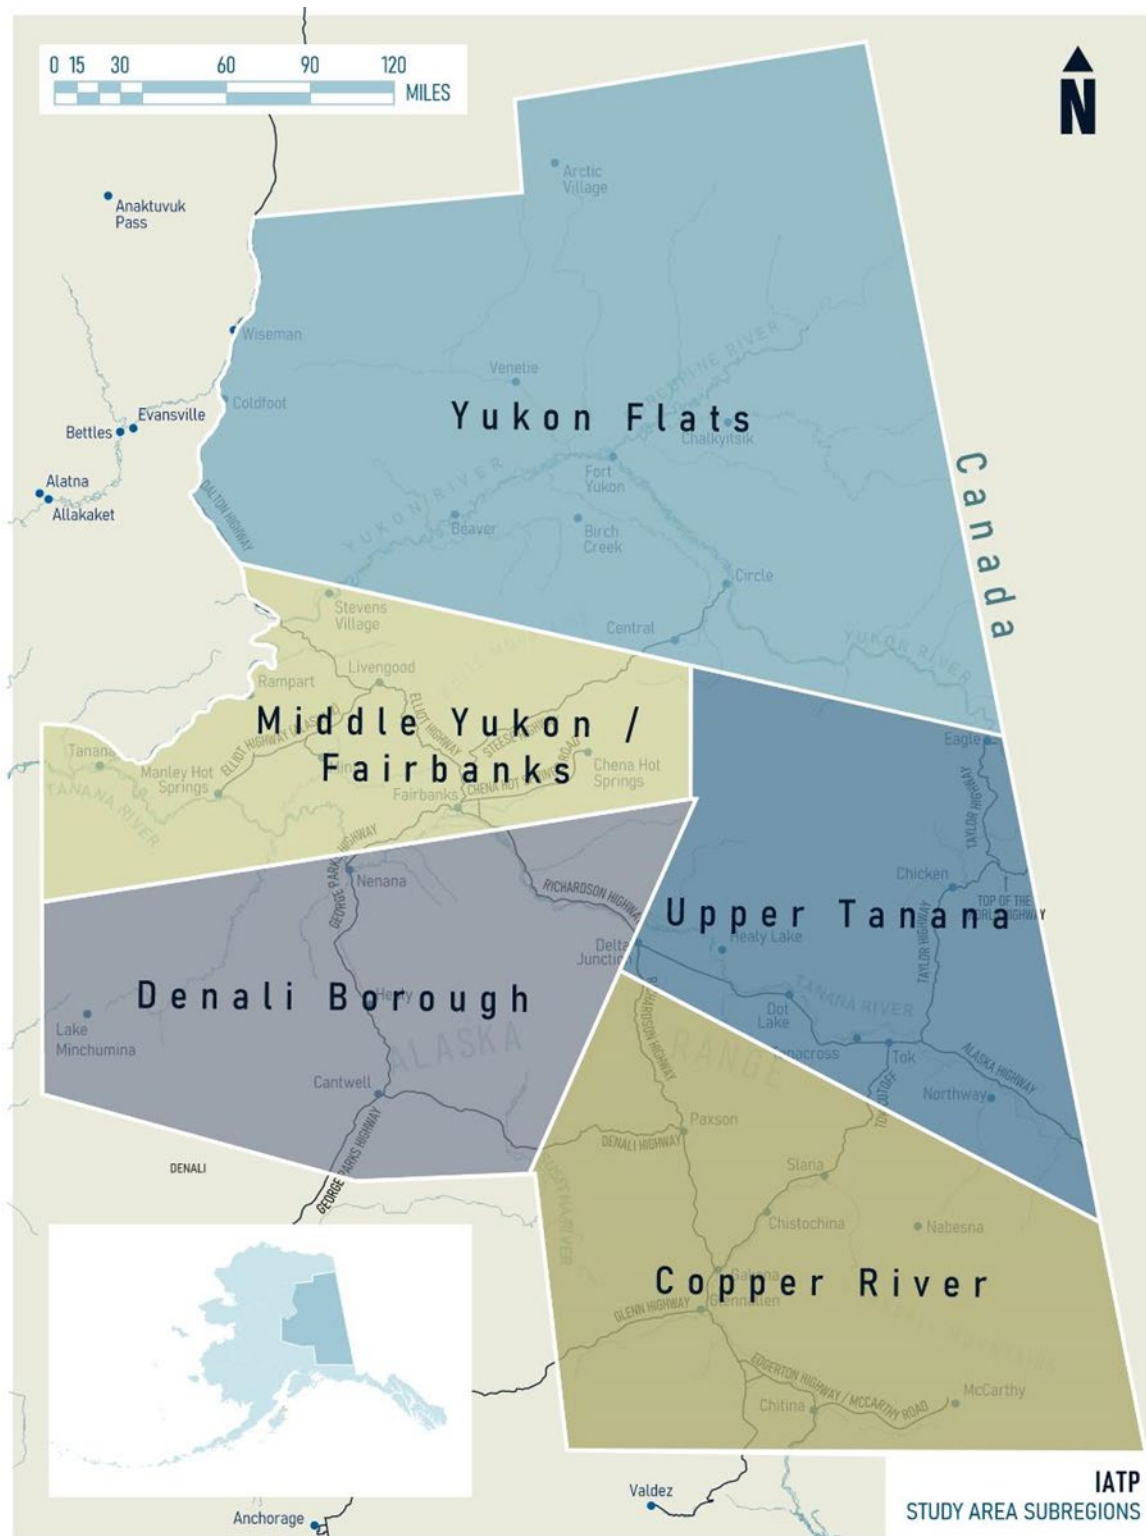 0 15 30 60 90 120
MILES
N
Arctic
Village
Anaktuvuk
Pass
Wiseman
Venetie
PORCUPINE RIVER
Coldfoot
Evansville
Yukon Flats
Bettles
Chalkyitsik
Canada
Alatna
Allakaket
Fort
Yukon
DALTON HIGHWAY
YUKON RIVER
Beaver
Birch
Creek
Circle
Stevens
Village
Central
YUKON RIVER
Livengood
Rampart
Middle Yukon /
Fairbanks
ELLIOT HIGHWAY
STEESE HIGHWAY
Eagle
Tanana
Manley Hot
Springs
Chena Hot
Springs
CHENA HOT SPRINGS ROAD
TANANA RIVER
Fairbanks
TAYLOR HIGHWAY
GEORGE PARKS HIGHWAY
Nenana
RICHARDSON HIGHWAY
Chicken
TOP OF THE
WORLD HIGHWAY
Upper Tanana
Delta
Junction
Healy Lake
TAYLOR HIGHWAY
Denali Borough
Healy
TANANA RIVER
Lake
Minchumina
Dot
Lake
ALASKA RANGE
RICHARDSON HIGHWAY
Tanacross
Tok
ALASKA HIGHWAY
Cantwell
Northway
TOK CUTOFF
GEORGE PARKS HIGHWAY
Paxson
DENALI HIGHWAY
DENALI
Slana
SUSITNA RIVER
Chistochina
Nabesna
Gakona
Copper River
Glennallen
GLENN HIGHWAY
WRANGELL MOUNTAINS
EDGERTON HIGHWAY / MCCARTHY ROAD
McCarthy
Chitina
Valdez
Anchorage
IATP
STUDY AREA SUBREGIONS